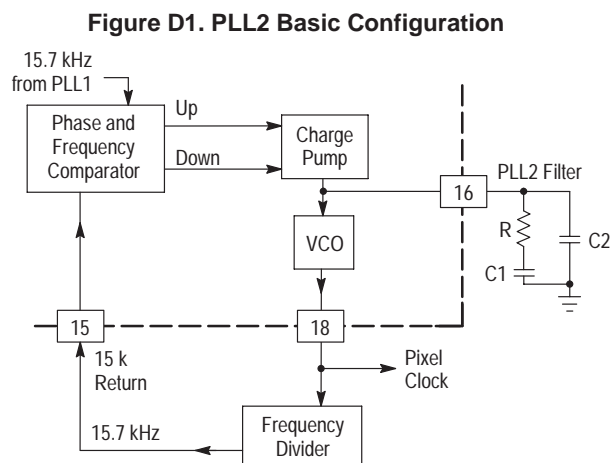 Figure D1. PLL2 Basic Configuration
15.7 kHz
from PLL1
Phase and
Frequency
Comparator
Up
Down
Charge
Pump
PLL2 Filter
16
R
C1
C2
VCO
15
18
15 k
Return
Pixel
Clock
15.7 kHz
Frequency
Divider